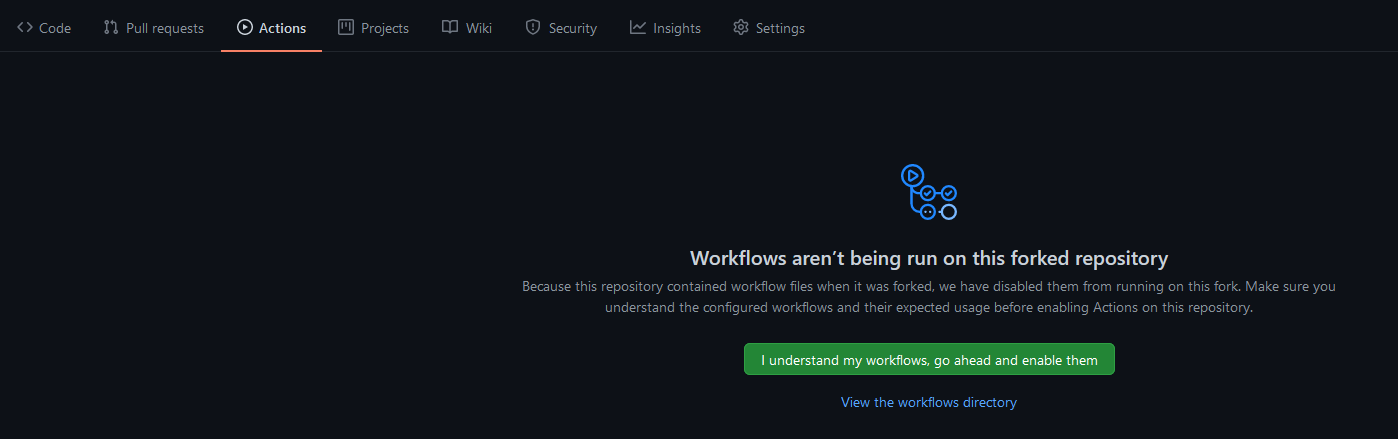 Code Pull requests Actions Projects Wiki Security Insights Settings
Workflows aren’t being run on this forked repository
Because this repository contained workflow files when it was forked, we have disabled them from running on this fork. Make sure you
understand the configured workflows and their expected usage before enabling Actions on this repository.
I understand my workflows, go ahead and enable them
View the workflows directory